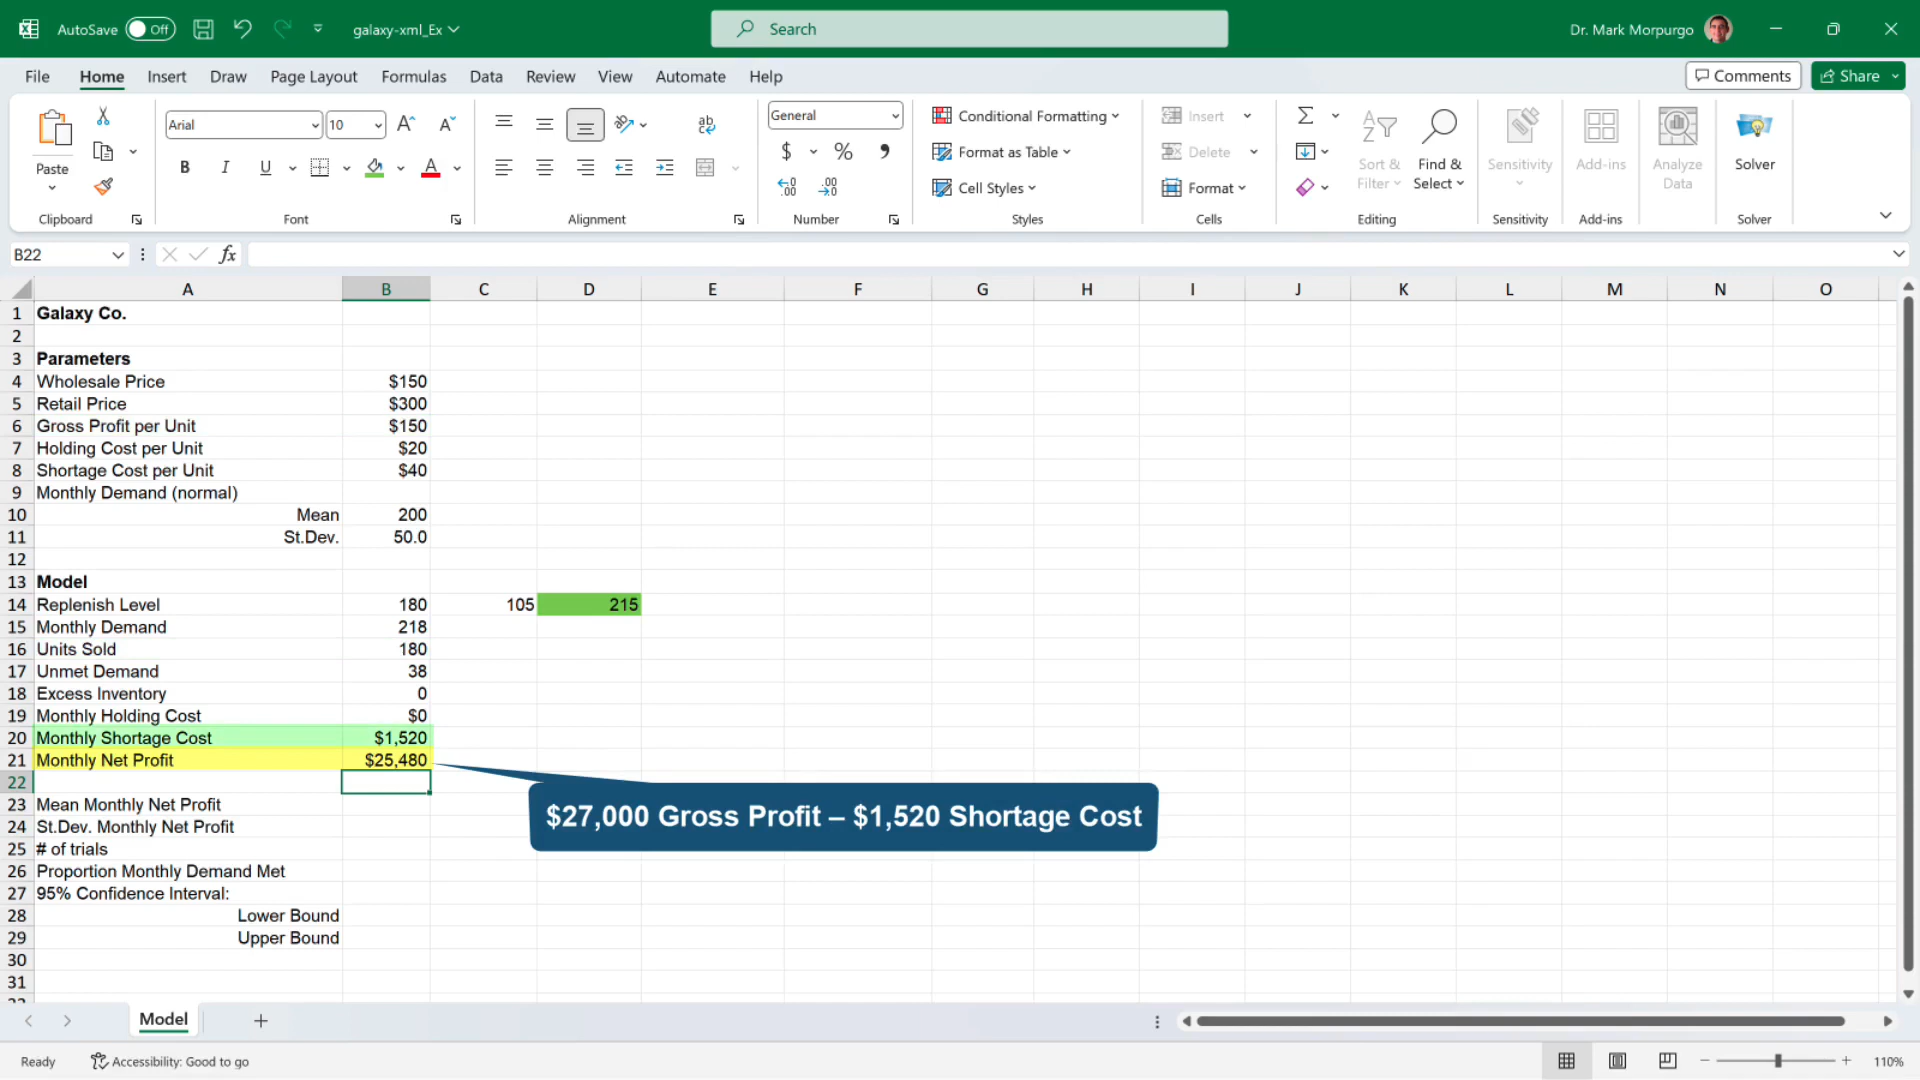 AutoSave Off galaxy-xml_Ex Search Dr. Mark Morpurgo
File Home Insert Draw Page Layout Formulas Data Review View Automate Help Comments Share
Paste Arial 10 General $ % Conditional Formatting Format as Table Cell Styles Insert Delete Format Sort & Filter Find & Select Sensitivity Add-ins Analyze Data Solver
Clipboard Font Alignment Number Styles Cells Editing Sensitivity Add-ins Solver
B22 fx
A B C D E F G H I J K L M N O
1 Galaxy Co.
2
3 Parameters
4 Wholesale Price $150
5 Retail Price $300
6 Gross Profit per Unit $150
7 Holding Cost per Unit $20
8 Shortage Cost per Unit $40
9 Monthly Demand (normal)
10 Mean 200
11 St.Dev. 50.0
12
13 Model
14 Replenish Level 180 105 215
15 Monthly Demand 218
16 Units Sold 180
17 Unmet Demand 38
18 Excess Inventory 0
19 Monthly Holding Cost $0
20 Monthly Shortage Cost $1,520
21 Monthly Net Profit $25,480
22
$27,000 Gross Profit – $1,520 Shortage Cost
23 Mean Monthly Net Profit
24 St.Dev. Monthly Net Profit
25 # of trials
26 Proportion Monthly Demand Met
27 95% Confidence Interval:
28 Lower Bound
29 Upper Bound
30
31
Model
Ready Accessibility: Good to go 110%